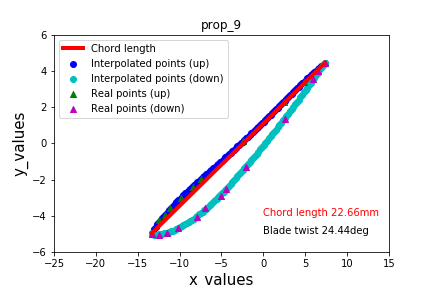 prop_9
Chord length
Interpolated points (up)
Interpolated points (down)
Real points (up)
Real points (down)
6
4
2
0
−2
−4
−6
y_values
Chord length 22.66mm
Blade twist 24.44deg
−25 −20 −15 −10 −5 0 5 10 15
x_values